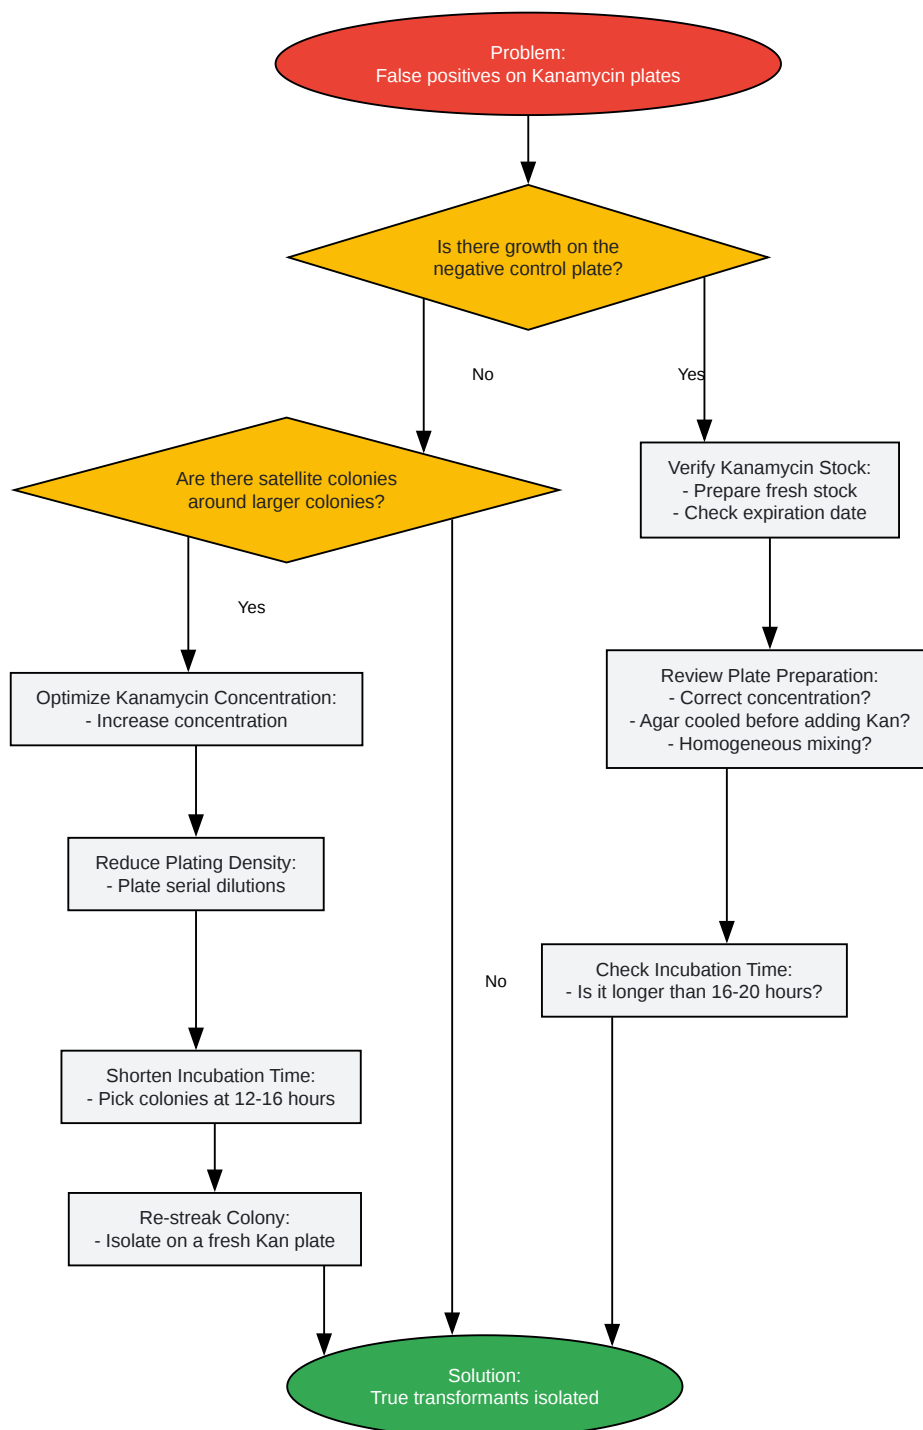 Problem:
False positives on Kanamycin plates
Is there growth on the
negative control plate?
No
Yes
Are there satellite colonies
around larger colonies?
Verify Kanamycin Stock:
- Prepare fresh stock
- Check expiration date
Yes
Optimize Kanamycin Concentration:
- Increase concentration
Review Plate Preparation:
- Correct concentration?
- Agar cooled before adding Kan?
- Homogeneous mixing?
Reduce Plating Density:
- Plate serial dilutions
No
Check Incubation Time:
- Is it longer than 16-20 hours?
Shorten Incubation Time:
- Pick colonies at 12-16 hours
Re-streak Colony:
- Isolate on a fresh Kan plate
Solution:
True transformants isolated